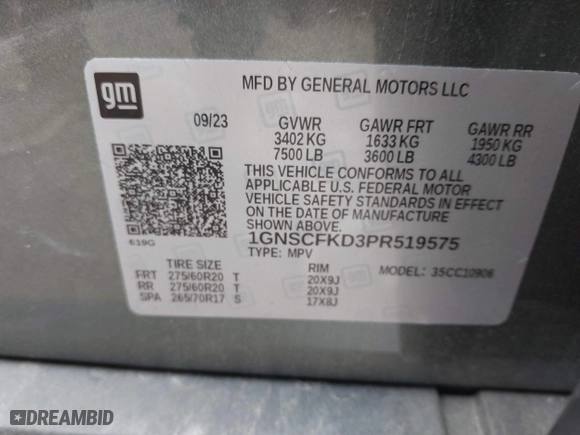 gm
MFD BY GENERAL MOTORS LLC
09/23 GVWR GAWR FRT GAWR RR
3402 KG 1633 KG 1950 KG
7500 LB 3600 LB 4300 LB
THIS VEHICLE CONFORMS TO ALL
APPLICABLE U.S. FEDERAL MOTOR
VEHICLE SAFETY STANDARDS IN EFFECT
ON THE DATE OF MANUFACTURE
SHOWN ABOVE.
619G
1GNSCFKD3PR519575
TYPE: MPV
TIRE SIZE RIM MODEL: 35CC10906
FRT 275/60R20 T 20X9J
RR 275/60R20 T 20X9J
SPA 265/70R17 S 17X8J
DREAMBID